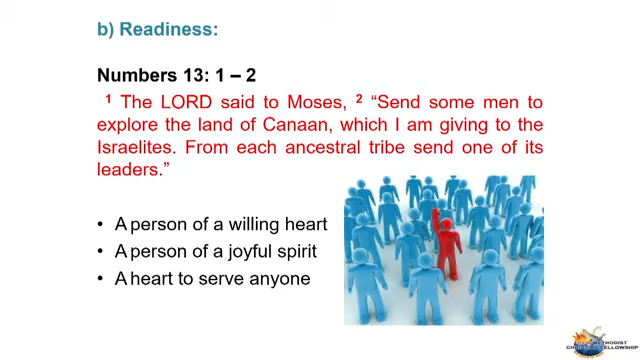 b) Readiness:
Numbers 13: 1 – 2
1 The LORD said to Moses, 2 “Send some men to
explore the land of Canaan, which I am giving to the
Israelites. From each ancestral tribe send one of its
leaders.”
• A person of a willing heart
• A person of a joyful spirit
• A heart to serve anyone
METHODIST